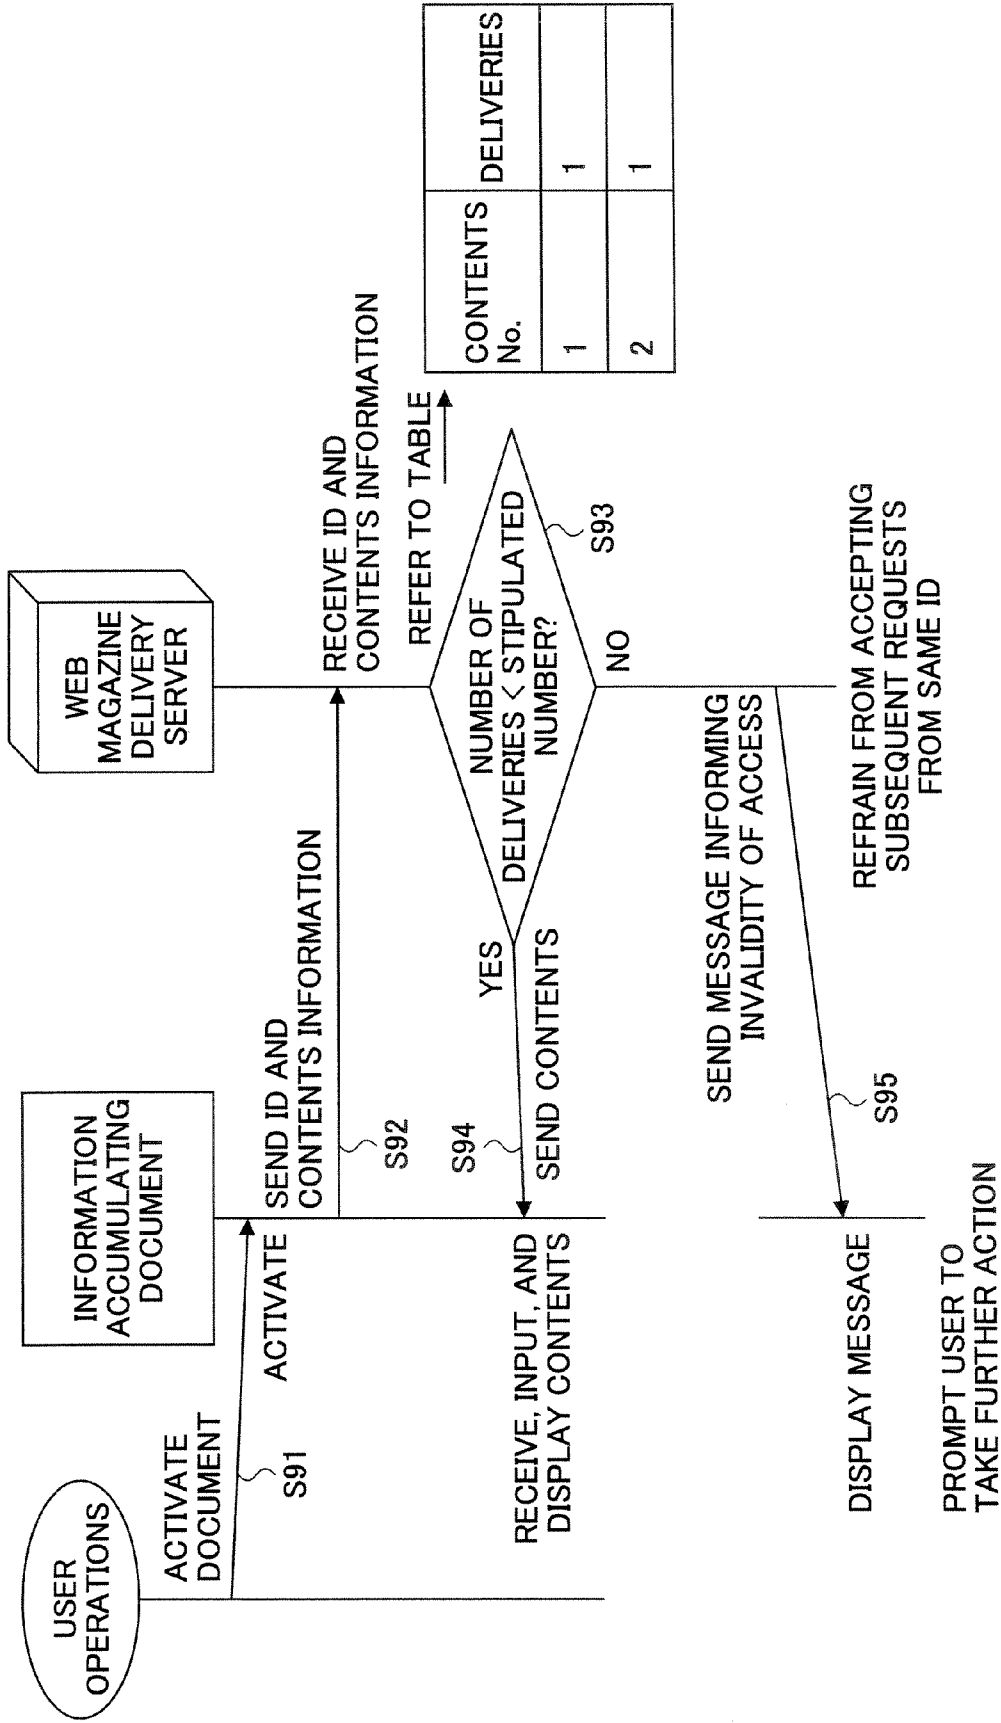 USER
OPERATIONS
INFORMATION
ACCUMULATING
DOCUMENT
WEB
MAGAZINE
DELIVERY
SERVER
ACTIVATE
DOCUMENT
S91
ACTIVATE
SEND ID AND
CONTENTS INFORMATION
S92
RECEIVE ID AND
CONTENTS INFORMATION
REFER TO TABLE
CONTENTS
No.
DELIVERIES
1
1
2
1
NUMBER OF
DELIVERIES < STIPULATED
NUMBER?
S93
YES
NO
S94
SEND CONTENTS
RECEIVE, INPUT, AND
DISPLAY CONTENTS
SEND MESSAGE INFORMING
INVALIDITY OF ACCESS
S95
DISPLAY MESSAGE
REFRAIN FROM ACCEPTING
SUBSEQUENT REQUESTS
FROM SAME ID
PROMPT USER TO
TAKE FURTHER ACTION